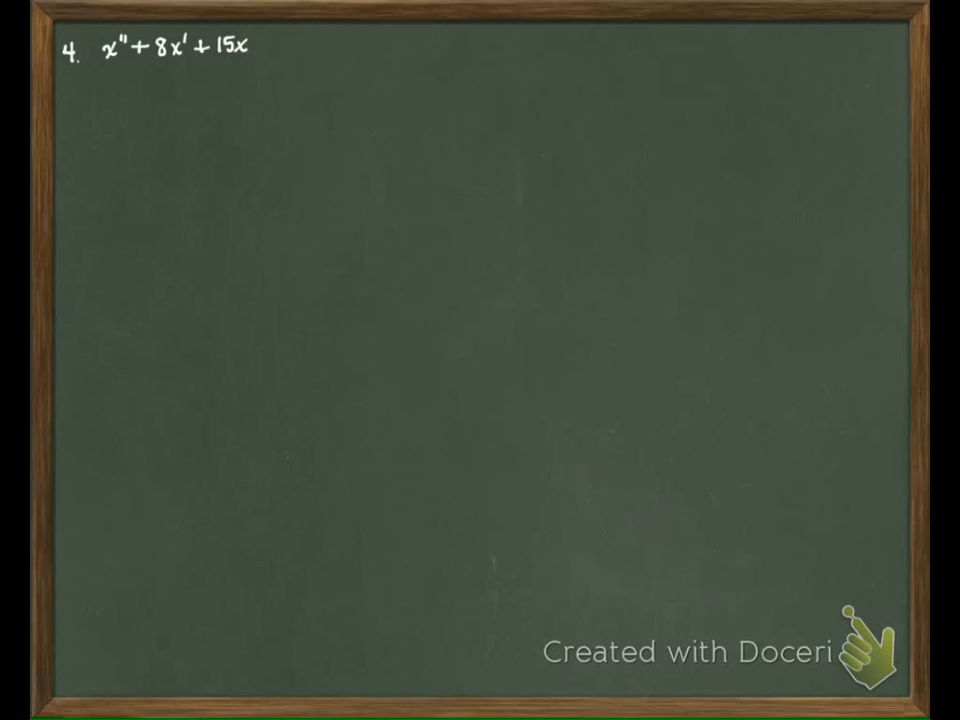 4. x'' + 8x' + 15x
Created with Doceri